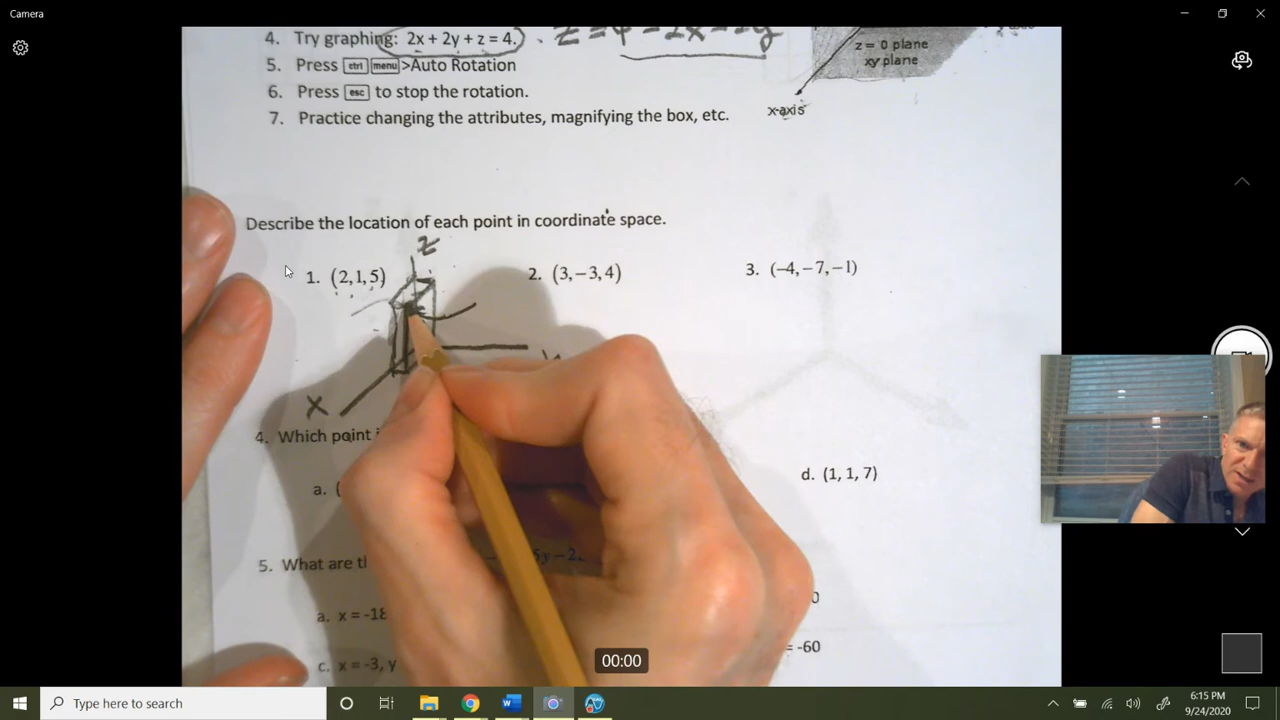 Camera
4. Try graphing: 2x + 2y + z = 4.
5. Press ctrl menu >Auto Rotation
6. Press esc to stop the rotation.
7. Practice changing the attributes, magnifying the box, etc.
z = 0 plane
xy plane
x-axis
Describe the location of each point in coordinate space.
z
1. (2,1,5)
2. (3,−3,4)
3. (−4,−7,−1)
x
4. Which point
a. (
d. (1, 1, 7)
5. What are
a. x = -18
c. x = -3, y
= -60
00:00
Type here to search
6:15 PM
9/24/2020